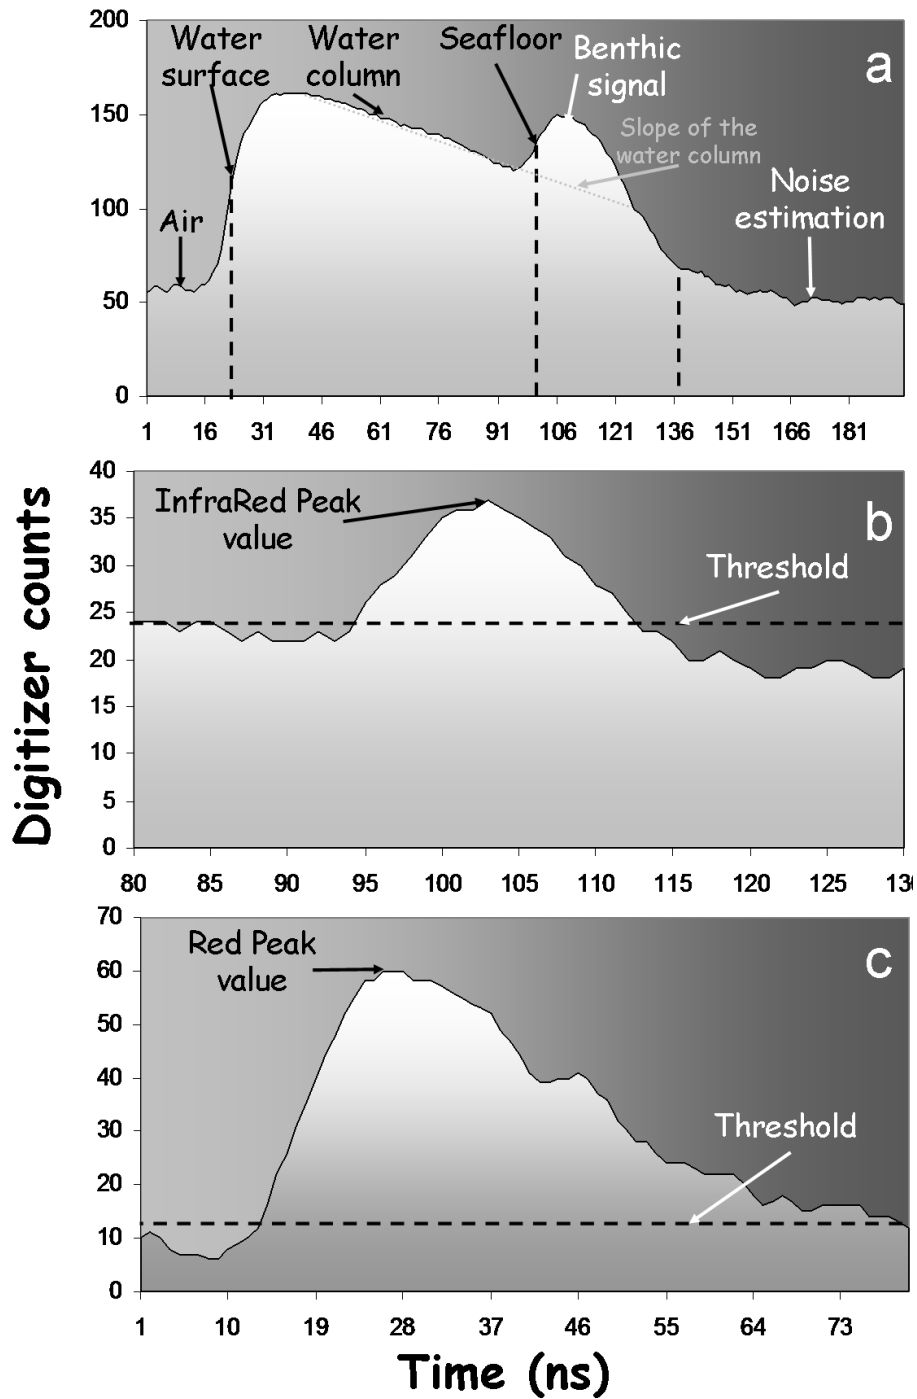 Digitizer counts
200
150
100
50
0
Water
surface
Water
column
Seafloor
Benthic
signal
a
Slope of the
water column
Noise
estimation
Air
1 16 31 46 61 76 91 106 121 136 151 166 181
40
35
30
25
20
15
10
5
0
InfraRed Peak
value
b
Threshold
80 85 90 95 100 105 110 115 120 125 130
70
60
50
40
30
20
10
0
Red Peak
value
c
Threshold
1 10 19 28 37 46 55 64 73
Time (ns)